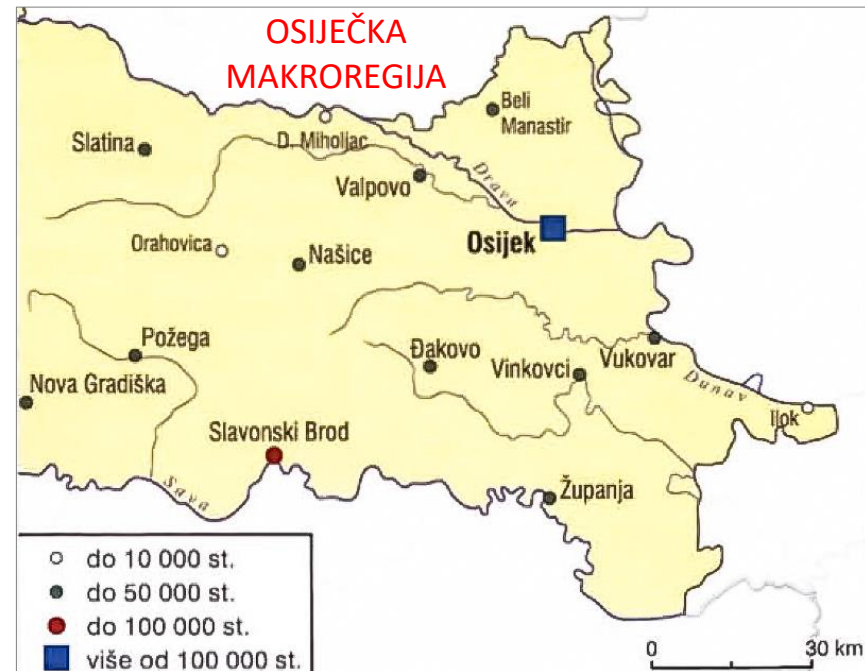 OSIJEČKA
MAKROREGIJA
Beli
Manastir
D. Miholjac
Slatina
Valpovo
Drava
Osijek
Orahovica
Našice
Požega
Đakovo
Vinkovci
Vukovar
Nova Gradiška
Dunav
Ilok
Slavonski Brod
Sava
Županja
do 10 000 st.
do 50 000 st.
do 100 000 st.
više od 100 000 st.
0 30 km